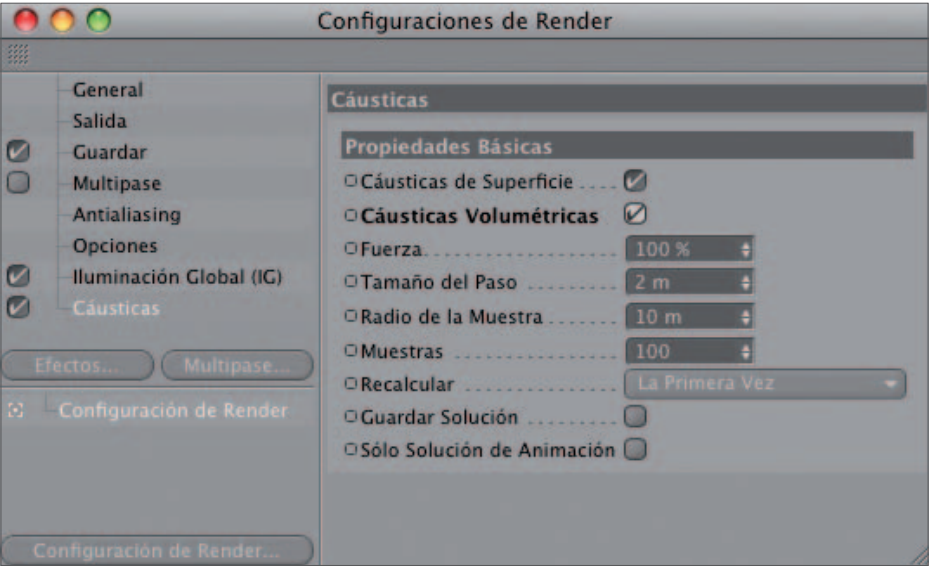 Configuraciones de Render
General
Salida
Guardar
Multipase
Antialiasing
Opciones
Iluminación Global (IG)
Cáusticas
Efectos...
Multipase...
Configuración de Render
Configuración de Render...
Cáusticas
Propiedades Básicas
Cáusticas de Superficie
Cáusticas Volumétricas
Fuerza 100 %
Tamaño del Paso 2 m
Radio de la Muestra 10 m
Muestras 100
Recalcular La Primera Vez
Guardar Solución
Sólo Solución de Animación